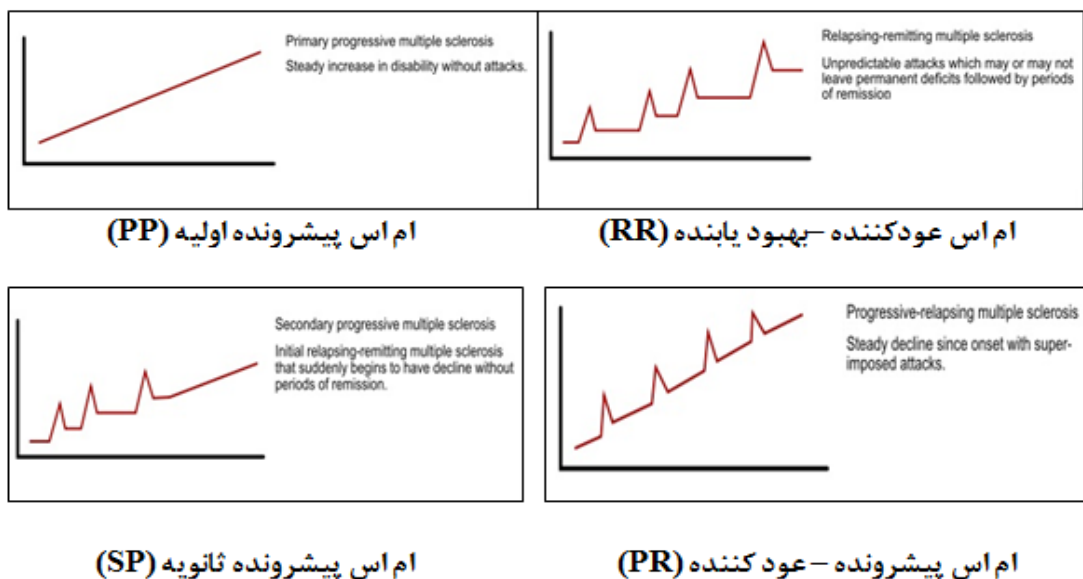 Primary progressive multiple sclerosis
Steady increase in disability without attacks.
Relapsing-remitting multiple sclerosis
Unpredictable attacks which may or may not
leave permanent deficits followed by periods
of remission
ام اس پیشرونده اولیه (PP)
ام اس عودکننده –بهبود یابنده (RR)
Secondary progressive multiple sclerosis
Initial relapsing-remitting multiple sclerosis
that suddenly begins to have decline without
periods of remission.
Progressive-relapsing multiple sclerosis
Steady decline since onset with super-
imposed attacks.
ام اس پیشرونده ثانویه (SP)
ام اس پیشرونده – عود کننده (PR)